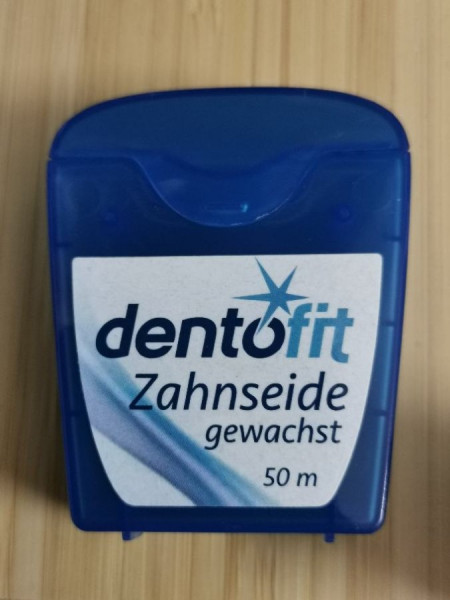 dentofit
Zahnseide
gewachst
50 m